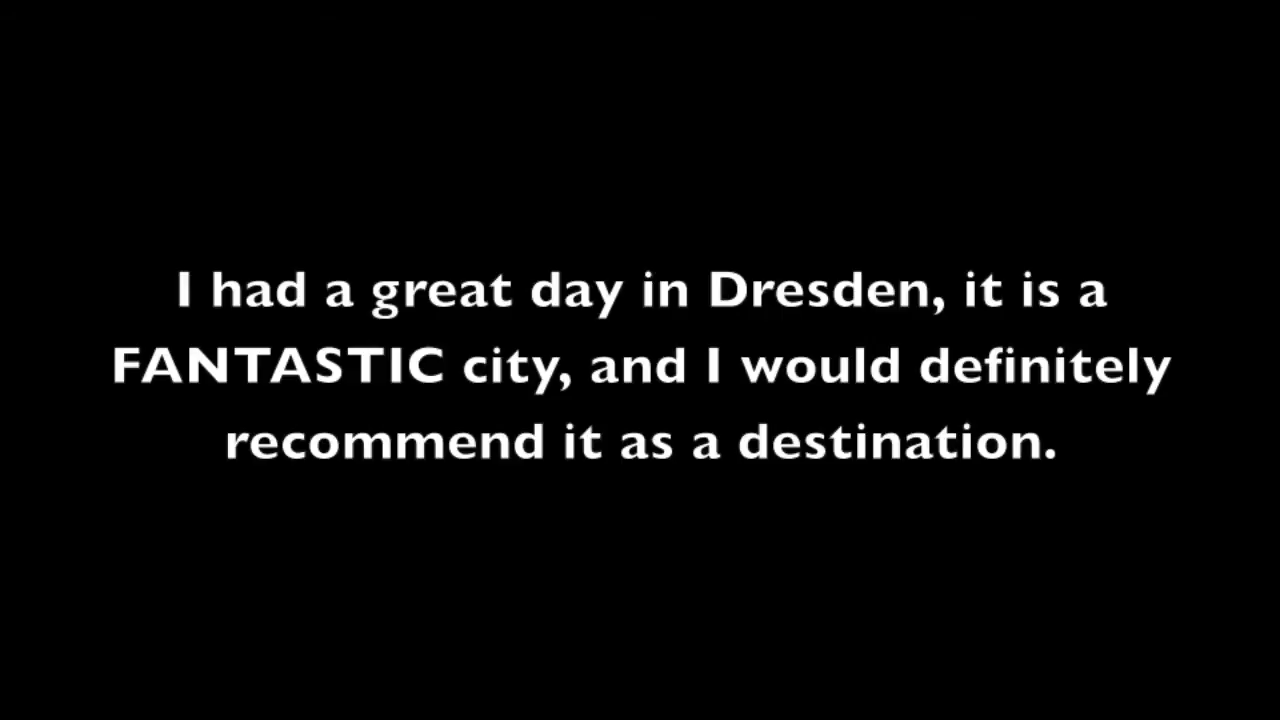 I had a great day in Dresden, it is a
FANTASTIC city, and I would definitely
recommend it as a destination.